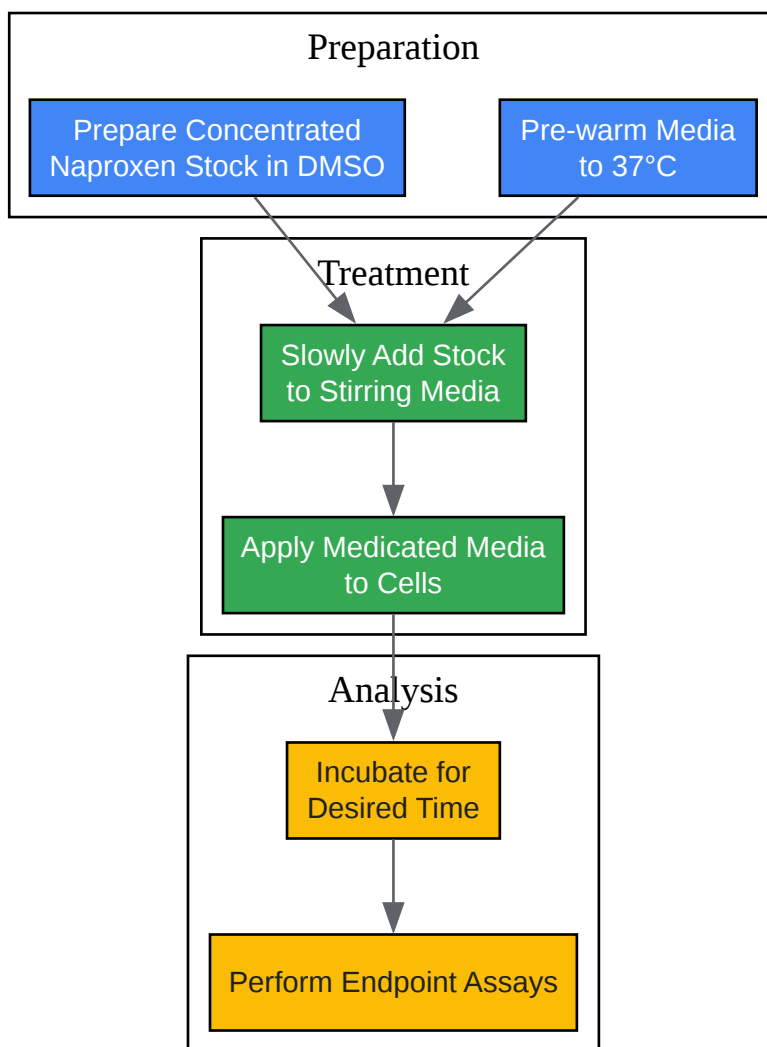 Preparation
Prepare Concentrated
Naproxen Stock in DMSO
Pre-warm Media
to 37°C
Treatment
Slowly Add Stock
to Stirring Media
Apply Medicated Media
to Cells
Analysis
Incubate for
Desired Time
Perform Endpoint Assays